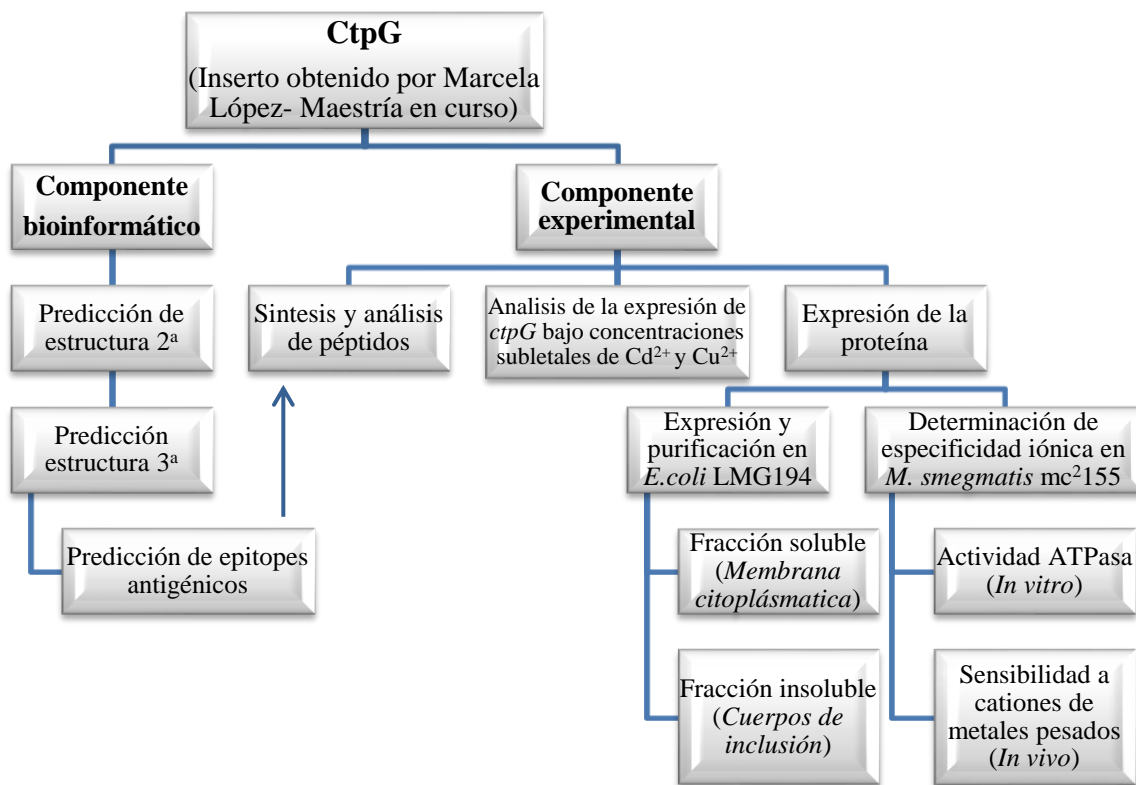 CtpG
(Inserto obtenido por Marcela
López- Maestría en curso)
Componente
bioinformático
Componente
experimental
Predicción de
estructura 2ª
Predicción
estructura 3ª
Predicción de epitopes
antigénicos
Sintesis y análisis
de péptidos
Analisis de la expresión de
ctpG bajo concentraciones
subletales de Cd²⁺ y Cu²⁺
Expresión de la
proteína
Expresión y
purificación en
E.coli LMG194
Fracción soluble
(Membrana
citoplásmatica)
Fracción insoluble
(Cuerpos de
inclusión)
Determinación de
especificidad iónica en
M. smegmatis mc²155
Actividad ATPasa
(In vitro)
Sensibilidad a
cationes de
metales pesados
(In vivo)